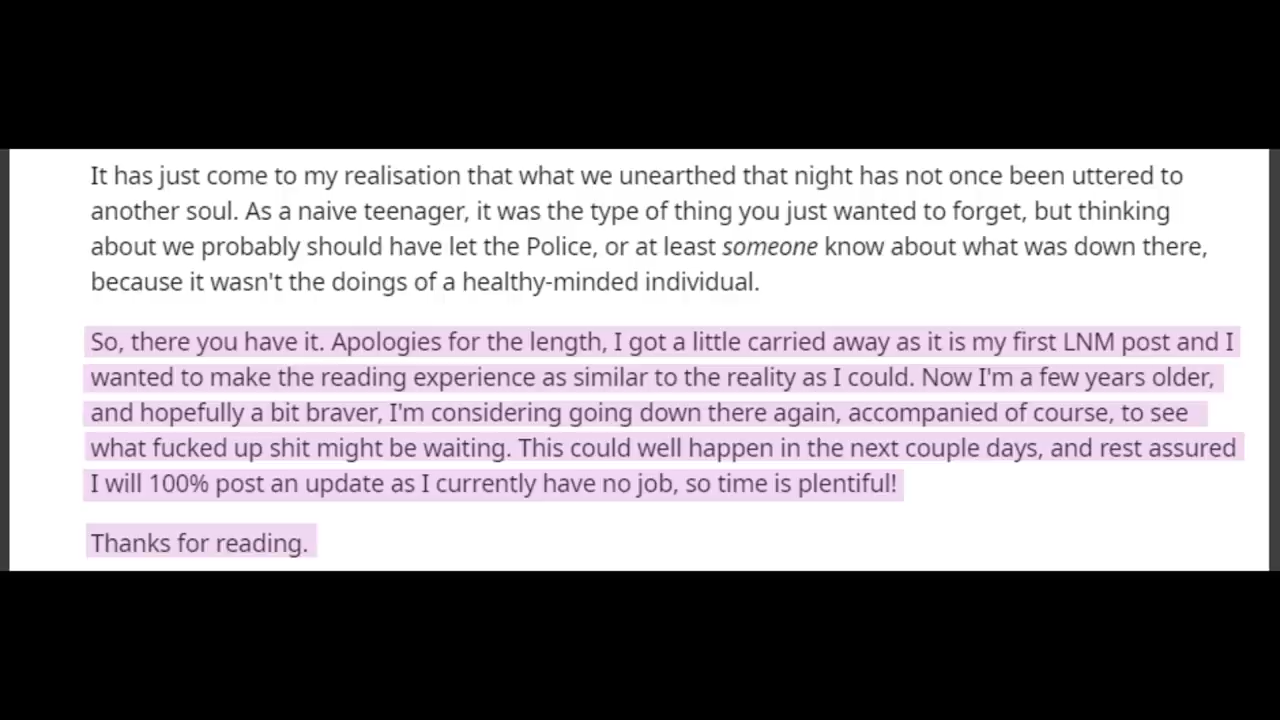 It has just come to my realisation that what we unearthed that night has not once been uttered to
another soul. As a naive teenager, it was the type of thing you just wanted to forget, but thinking
about we probably should have let the Police, or at least someone know about what was down there,
because it wasn't the doings of a healthy-minded individual.
So, there you have it. Apologies for the length, I got a little carried away as it is my first LNM post and I
wanted to make the reading experience as similar to the reality as I could. Now I'm a few years older,
and hopefully a bit braver, I'm considering going down there again, accompanied of course, to see
what fucked up shit might be waiting. This could well happen in the next couple days, and rest assured
I will 100% post an update as I currently have no job, so time is plentiful!
Thanks for reading.